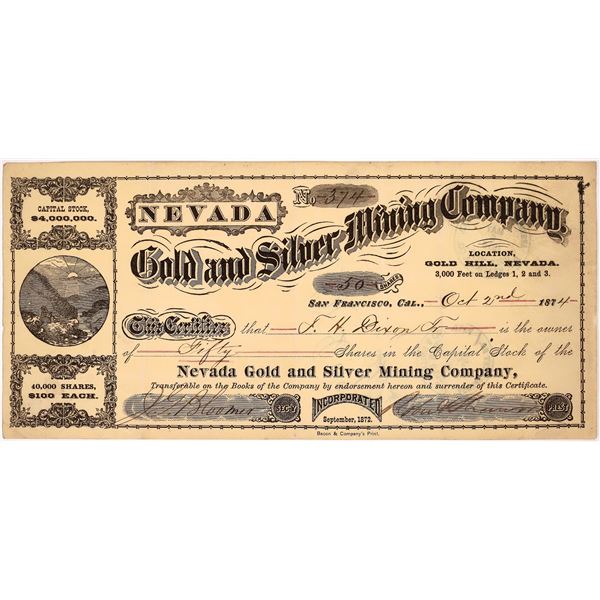 CAPITAL STOCK,
$4,000,000.
40,000 SHARES,
$100 EACH.
No 374
NEVADA
Gold and Silver Mining Company.
LOCATION,
GOLD HILL, NEVADA.
3,000 Feet on Ledges 1, 2 and 3.
50 SHARES
SAN FRANCISCO, CAL., Oct 2nd 1874
This Certifies that F. H. Dixon Tr is the owner
of Fifty Shares in the Capital Stock of the
Nevada Gold and Silver Mining Company,
Transferable on the Books of the Company by endorsement hereon and surrender of this Certificate.
Bloomer SEC'Y INCORPORATED PREST
September, 1872.
Bacon & Company's Print.